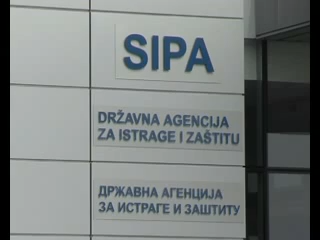 SIPA
DRŽAVNA AGENCIJA
ZA ISTRAGE I ZAŠTITU
ДРЖАВНА АГЕНЦИЈА
ЗА ИСТРАГЕ И ЗАШТИТУ